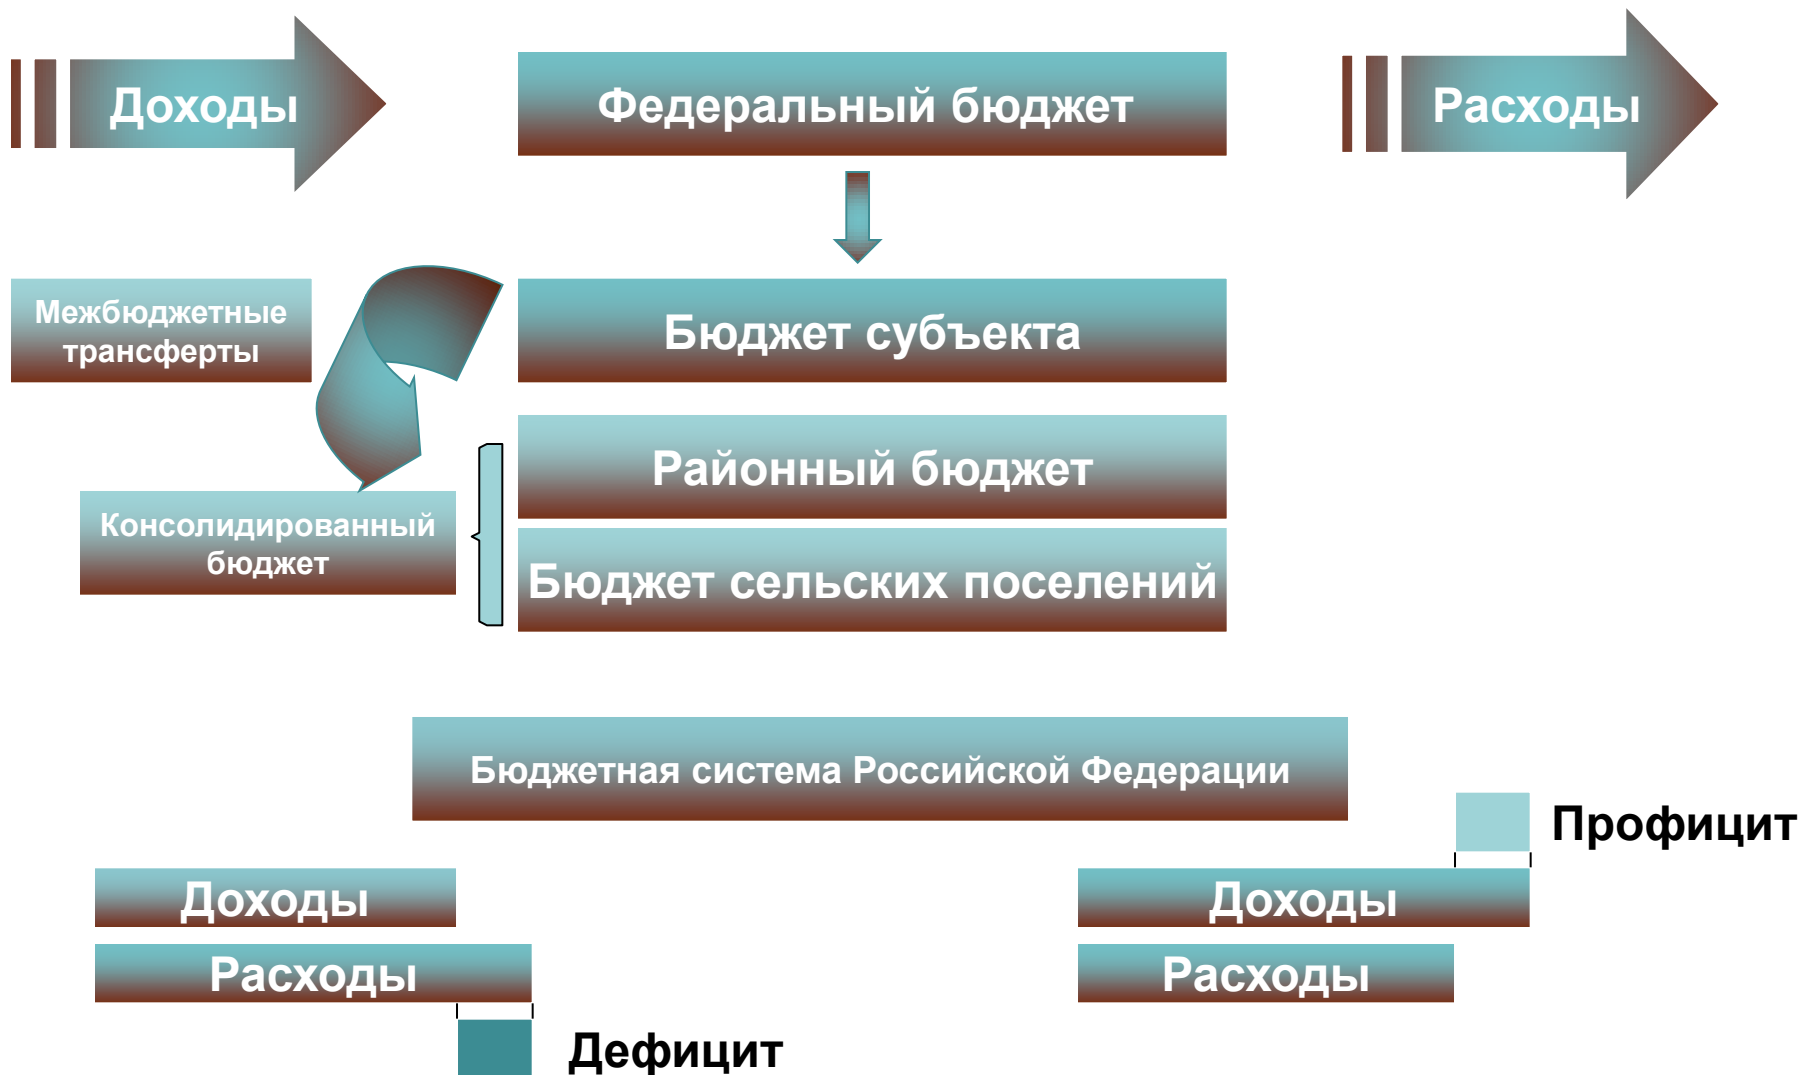 Доходы
Федеральный бюджет
Расходы
Межбюджетные
трансферты
Бюджет субъекта
Районный бюджет
Консолидированный
бюджет
Бюджет сельских поселений
Бюджетная система Российской Федерации
Профицит
Доходы
Доходы
Расходы
Расходы
Дефицит